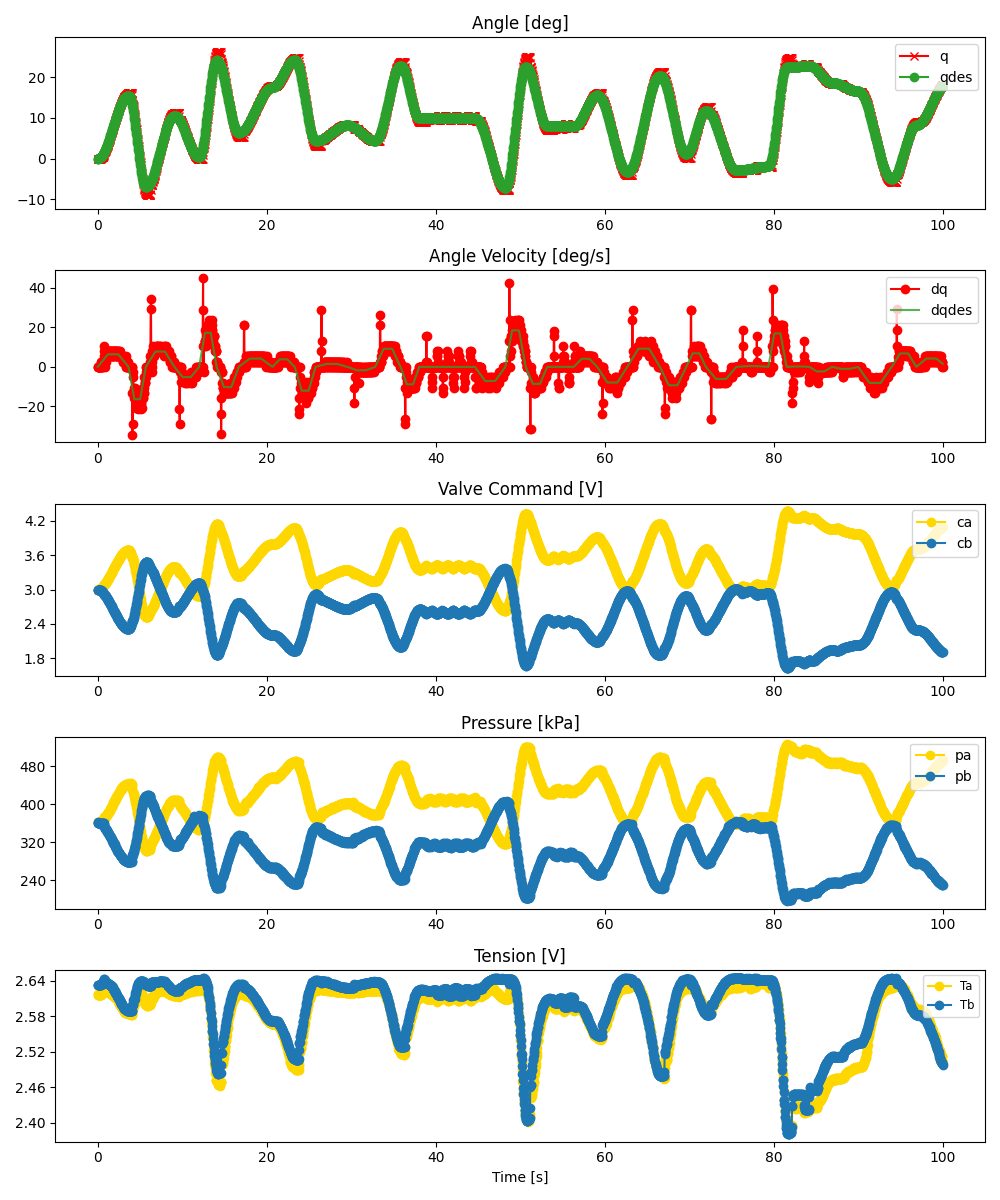 Angle [deg]
q
qdes
20
10
0
−10
0 20 40 60 80 100
Angle Velocity [deg/s]
dq
dqdes
40
20
0
−20
0 20 40 60 80 100
Valve Command [V]
ca
cb
4.2
3.6
3.0
2.4
1.8
0 20 40 60 80 100
Pressure [kPa]
pa
pb
480
400
320
240
0 20 40 60 80 100
Tension [V]
Ta
Tb
2.64
2.58
2.52
2.46
2.40
0 20 40 60 80 100
Time [s]